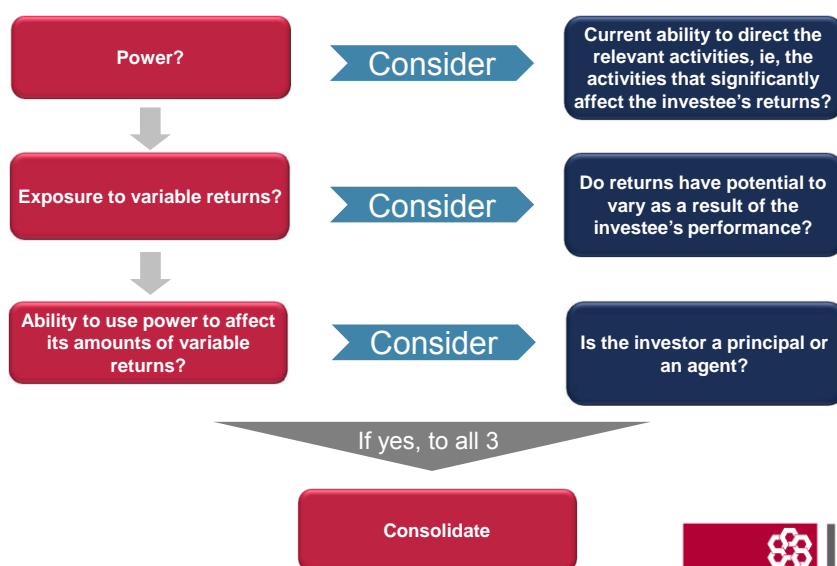 Power?
Consider
Current ability to direct the
relevant activities, ie, the
activities that significantly
affect the investee's returns?
Exposure to variable returns?
Consider
Do returns have potential to
vary as a result of the
investee's performance?
Ability to use power to affect
its amounts of variable
returns?
Consider
Is the investor a principal or
an agent?
If yes, to all 3
Consolidate